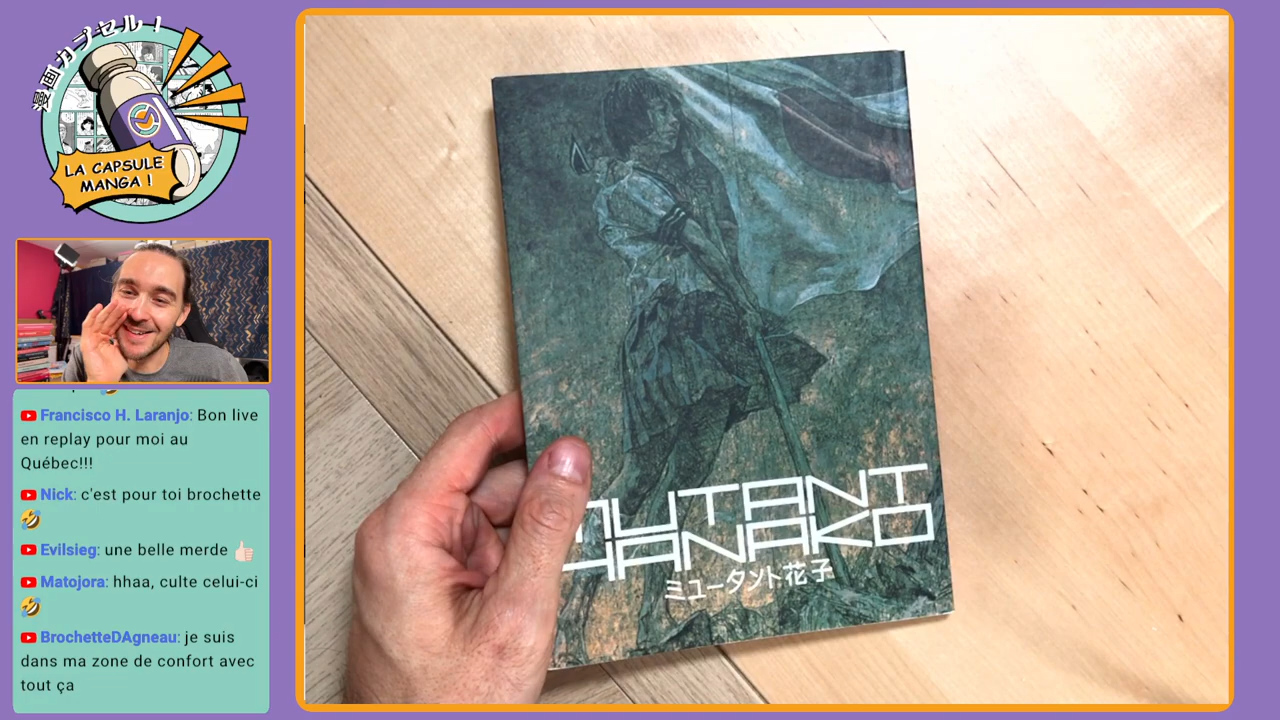 漫画カプセル！
LA CAPSULE
MANGA !
Francisco H. Laranjo: Bon live
en replay pour moi au
Québec!!!
Nick: c'est pour toi brochette
🤣
Evilsieg: une belle merde 👍🏻
Matojora: hhaa, culte celui-ci
🤣
BrochetteDAgneau: je suis
dans ma zone de confort avec
tout ça
MUTANT
HANAKO
ミュータント花子